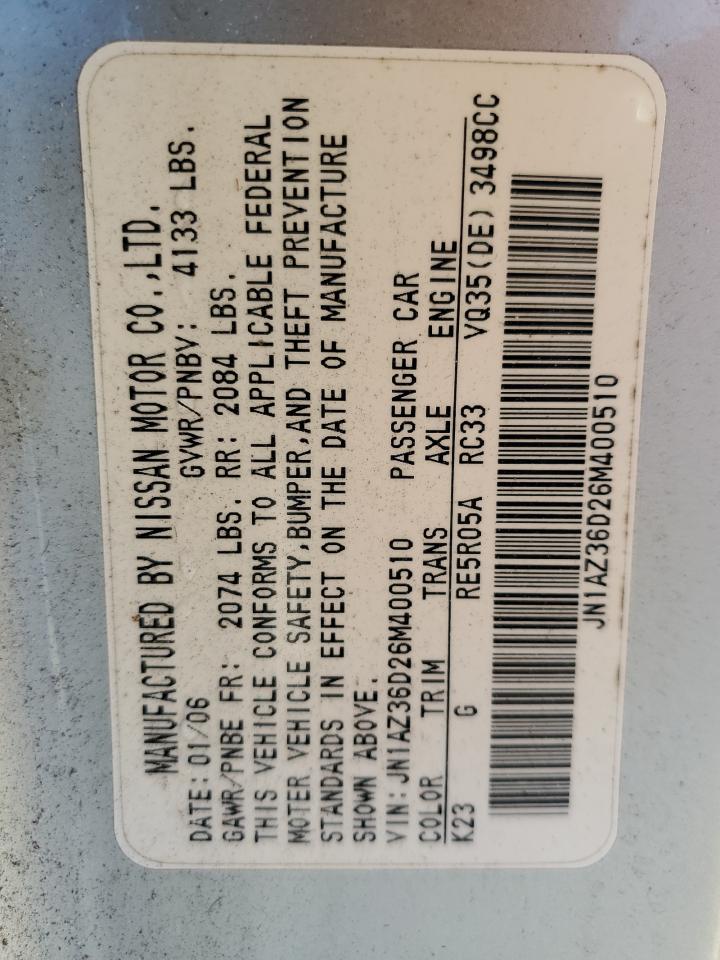 MANUFACTURED BY NISSAN MOTOR CO.,LTD.
DATE: 01/06 GVWR/PNBV: 4133 LBS.
GAWR/PNBE FR: 2074 LBS. RR: 2084 LBS.
THIS VEHICLE CONFORMS TO ALL APPLICABLE FEDERAL
MOTER VEHICLE SAFETY,BUMPER,AND THEFT PREVENTION
STANDARDS IN EFFECT ON THE DATE OF MANUFACTURE
SHOWN ABOVE.
VIN: JN1AZ36D26M400510 PASSENGER CAR
COLOR TRIM TRANS AXLE ENGINE
K23 G RE5R05A RC33 VQ35(DE) 3498CC
JN1AZ36D26M400510